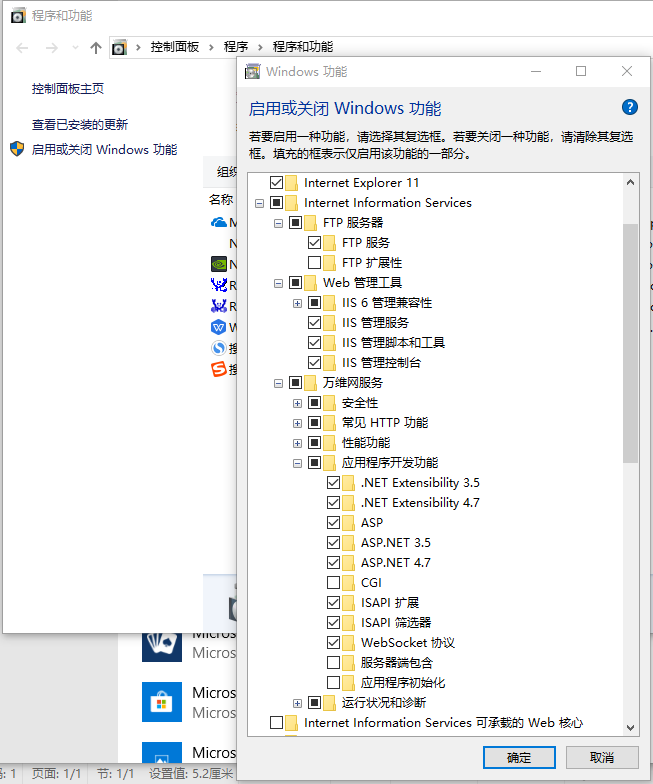 程序和功能
控制面板 程序 程序和功能
控制面板主页
查看已安装的更新
启用或关闭 Windows 功能
组织
名称
M
N
N
R
R
W
搜
搜
Micros
Micros
Micros
Micros
Micros
码: 1 页面: 1/1 节: 1/1 设置值: 5.2厘米
Windows 功能
启用或关闭 Windows 功能
若要启用一种功能，请选择其复选框。若要关闭一种功能，请清除其复选
框。填充的框表示仅启用该功能的一部分。
Internet Explorer 11
Internet Information Services
FTP 服务器
FTP 服务
FTP 扩展性
Web 管理工具
IIS 6 管理兼容性
IIS 管理服务
IIS 管理脚本和工具
IIS 管理控制台
万维网服务
安全性
常见 HTTP 功能
性能功能
应用程序开发功能
.NET Extensibility 3.5
.NET Extensibility 4.7
ASP
ASP.NET 3.5
ASP.NET 4.7
CGI
ISAPI 扩展
ISAPI 筛选器
WebSocket 协议
服务器端包含
应用程序初始化
运行状况和诊断
Internet Information Services 可承载的 Web 核心
确定
取消